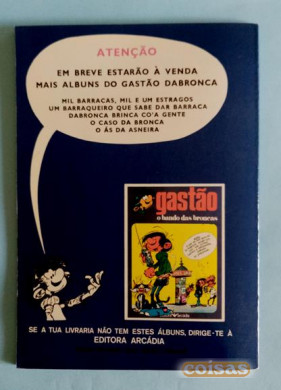 ATENÇÃO
EM BREVE ESTARÃO À VENDA
MAIS ALBUNS DO GASTÃO DABRONCA
MIL BARRACAS, MIL E UM ESTRAGOS
UM BARRAQUEIRO QUE SABE DAR BARRACA
DABRONCA BRINCA CO'A GENTE
O CASO DA BRONCA
O ÁS DA ASNEIRA
gastão
o bando das broncas
SE A TUA LIVRARIA NÃO TEM ESTES ÁLBUNS, DIRIGE-TE À
EDITORA ARCÁDIA
coisas